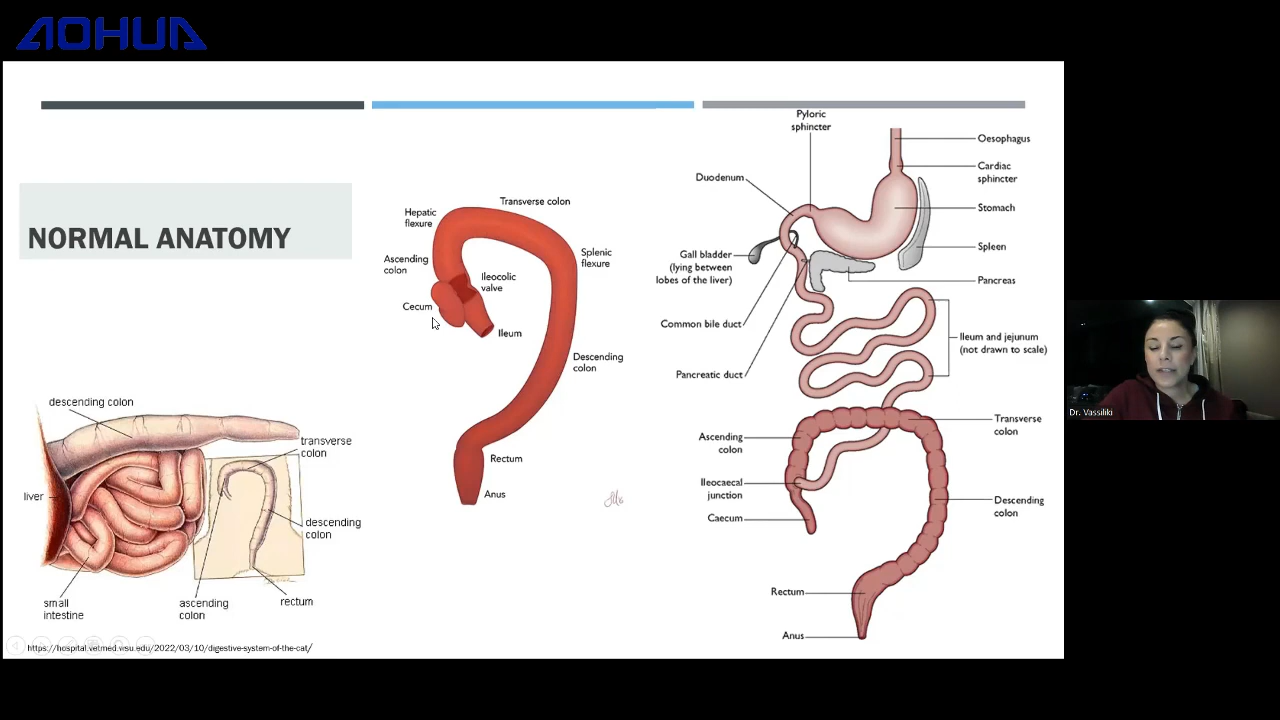 AOHUA
NORMAL ANATOMY
descending colon
transverse
colon
liver
descending
colon
small
intestine
ascending
colon
rectum
https://hospital.vetmed.wsu.edu/2022/03/10/digestive-system-of-the-cat/
Transverse colon
Hepatic
flexure
Splenic
flexure
Ascending
colon
Ileocolic
valve
Cecum
Ileum
Descending
colon
Rectum
Anus
Pyloric
sphincter
Oesophagus
Cardiac
sphincter
Duodenum
Stomach
Gall bladder
(lying between
lobes of the liver)
Spleen
Pancreas
Common bile duct
Ileum and jejunum
(not drawn to scale)
Pancreatic duct
Transverse
colon
Ascending
colon
Ileocaecal
junction
Descending
colon
Caecum
Rectum
Anus
Dr. Vassiliki